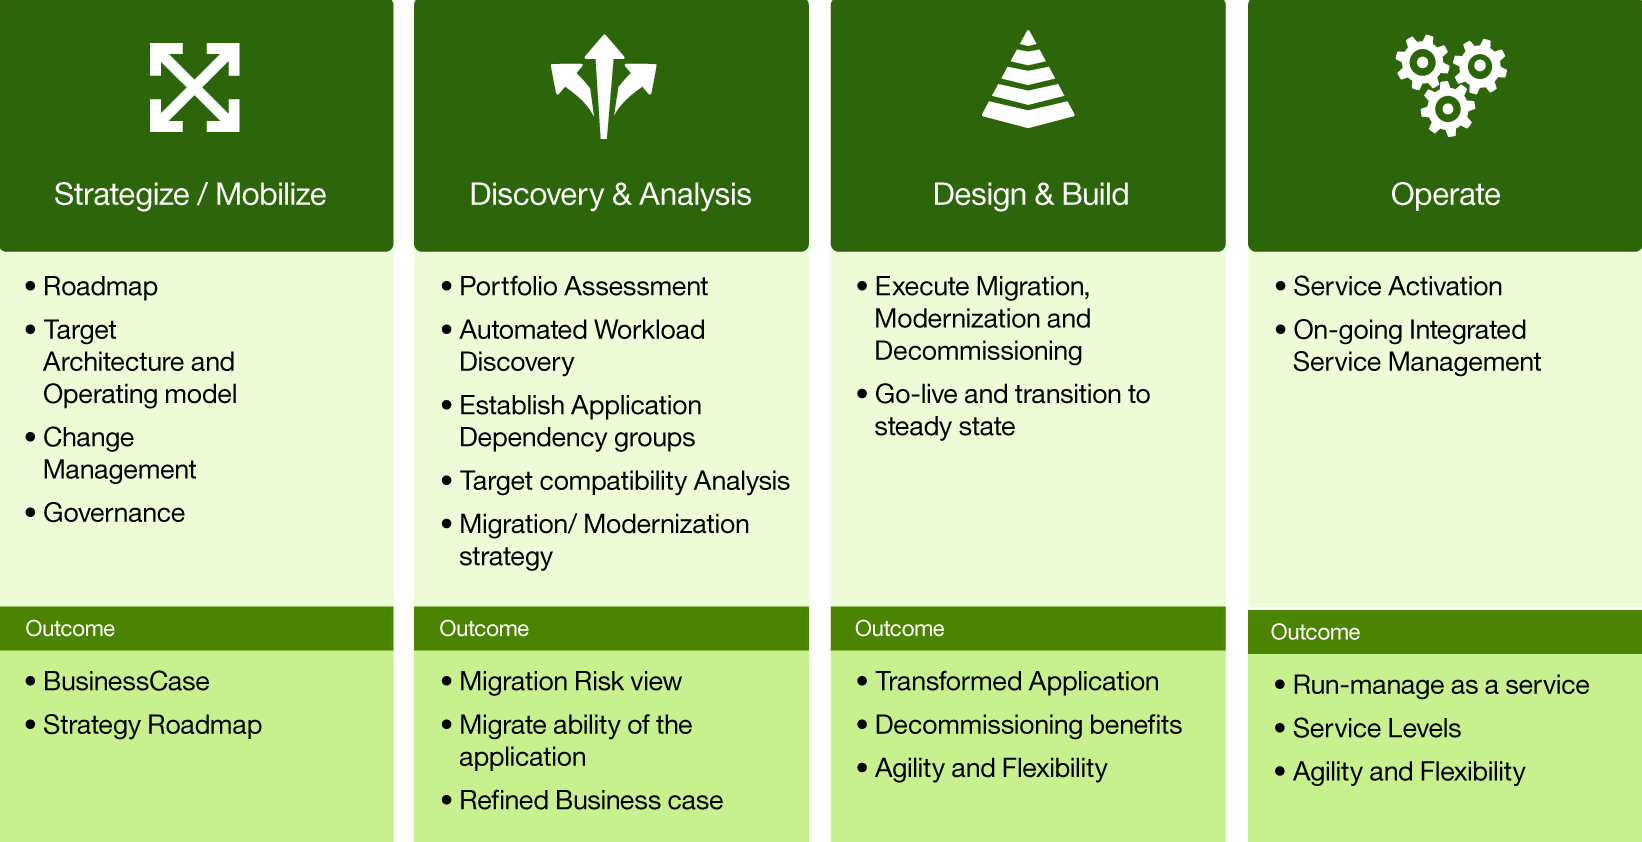 Strategize / Mobilize
• Roadmap
• Target
Architecture and
Operating model
• Change
Management
• Governance
Outcome
• BusinessCase
• Strategy Roadmap
Discovery & Analysis
• Portfolio Assessment
• Automated Workload
Discovery
• Establish Application
Dependency groups
• Target compatibility Analysis
• Migration/ Modernization
strategy
Outcome
• Migration Risk view
• Migrate ability of the
application
• Refined Business case
Design & Build
• Execute Migration,
Modernization and
Decommissioning
• Go-live and transition to
steady state
Outcome
• Transformed Application
• Decommissioning benefits
• Agility and Flexibility
Operate
• Service Activation
• On-going Integrated
Service Management
Outcome
• Run-manage as a service
• Service Levels
• Agility and Flexibility